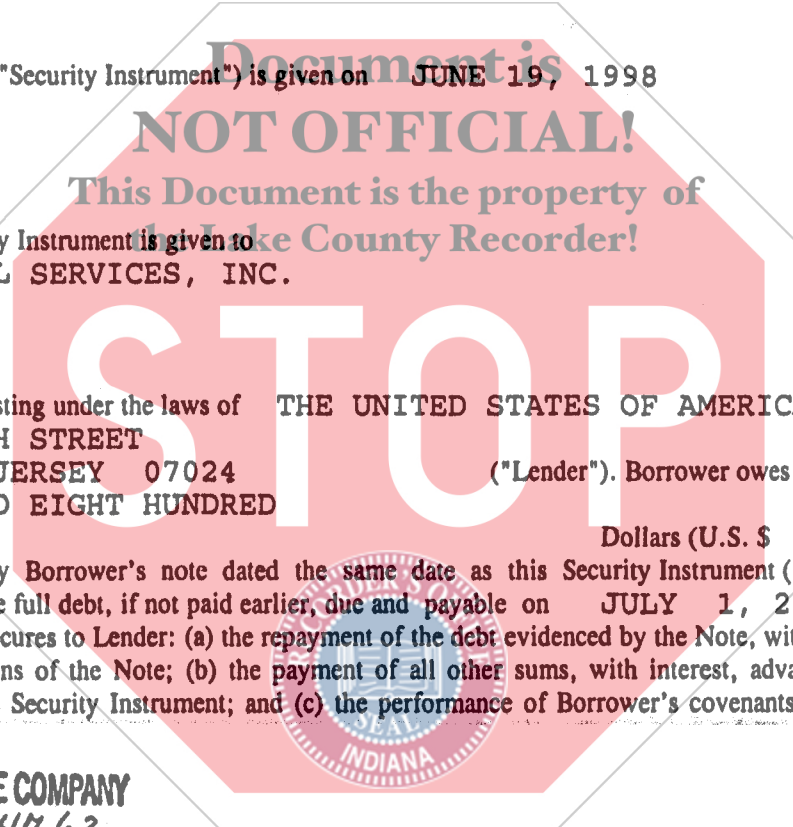 "Security Instrument") is given on JUNE 19, 1998
Document is
NOT OFFICIAL!
This Document is the property of
the Lake County Recorder!
y Instrument is given to
L SERVICES, INC.
STOP
sting under the laws of THE UNITED STATES OF AMERICA
H STREET
JERSEY 07024 ("Lender"). Borrower owes
D EIGHT HUNDRED
Dollars (U.S. $
y Borrower's note dated the same date as this Security Instrument (
e full debt, if not paid earlier, due and payable on JULY 1, 2
cures to Lender: (a) the repayment of the debt evidenced by the Note, wit
ns of the Note; (b) the payment of all other sums, with interest, adva
Security Instrument; and (c) the performance of Borrower's covenants
RECORDER'S OFFICE
SEAL
INDIANA
E COMPANY